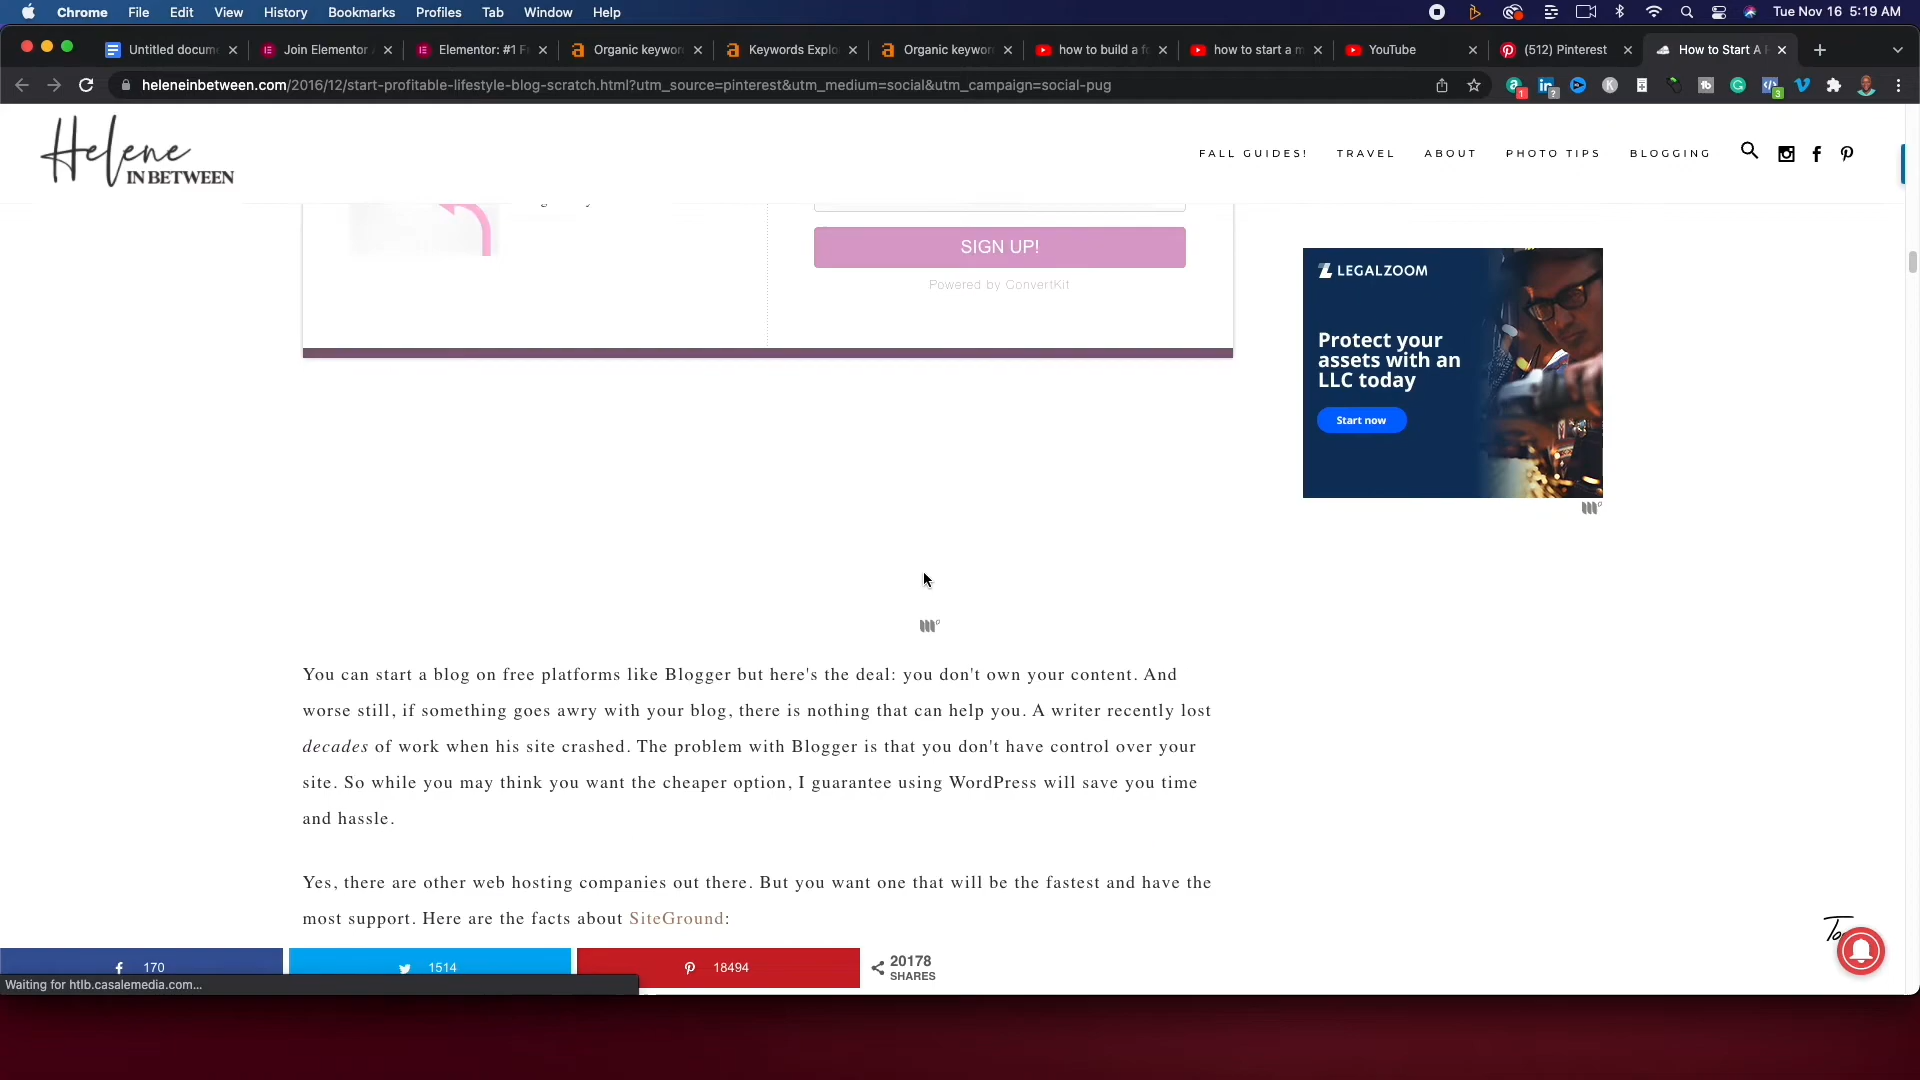 Chrome File Edit View History Bookmarks Profiles Tab Window Help Tue Nov 16 5:19 AM
Untitled docum Join Elementor Elementor: #1 F Organic keywor Keywords Explo Organic keywor how to build a f how to start a m YouTube (512) Pinterest How to Start A
heleneinbetween.com/2016/12/start-profitable-lifestyle-blog-scratch.html?utm_source=pinterest&utm_medium=social&utm_campaign=social-pug
Helene
IN BETWEEN
FALL GUIDES! TRAVEL ABOUT PHOTO TIPS BLOGGING
SIGN UP!
Powered by ConvertKit
LEGALZOOM
Protect your
assets with an
LLC today
Start now
You can start a blog on free platforms like Blogger but here's the deal: you don't own your content. And
worse still, if something goes awry with your blog, there is nothing that can help you. A writer recently lost
decades of work when his site crashed. The problem with Blogger is that you don't have control over your
site. So while you may think you want the cheaper option, I guarantee using WordPress will save you time
and hassle.
Yes, there are other web hosting companies out there. But you want one that will be the fastest and have the
most support. Here are the facts about SiteGround:
170 1514 18494 20178
SHARES
Waiting for htlb.casalemedia.com...